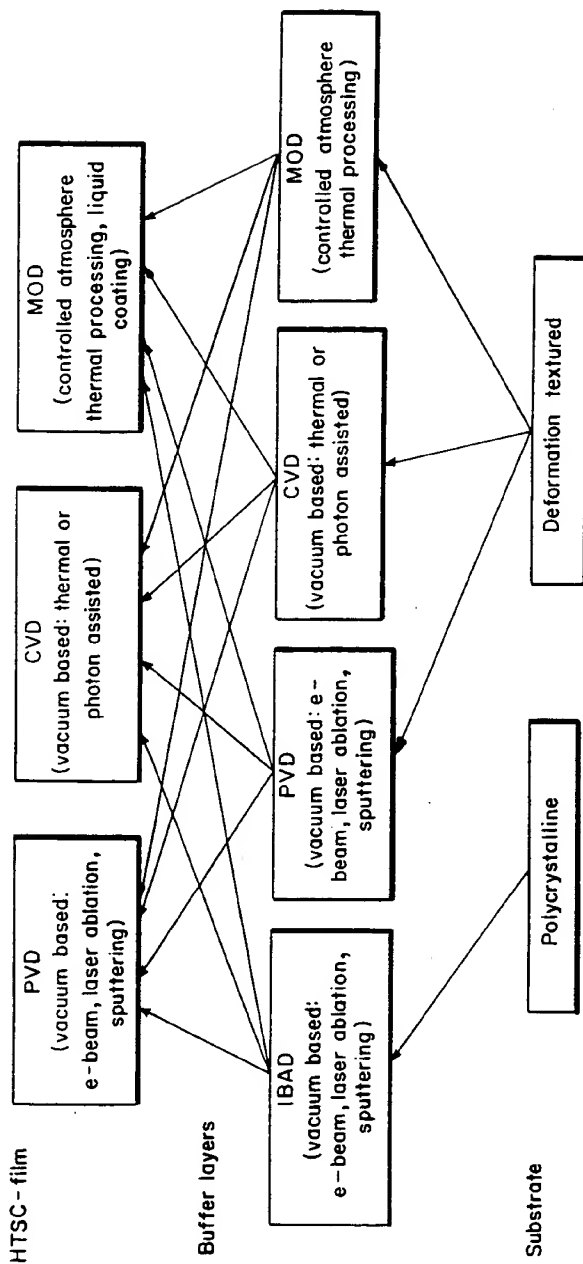 HTSC-film
PVD
(vacuum based:
e-beam, laser ablation,
sputtering)
CVD
(vacuum based: thermal or
photon assisted)
MOD
(controlled atmosphere
thermal processing, liquid
coating)
Buffer layers
IBAD
(vacuum based:
e-beam, laser ablation,
sputtering)
PVD
(vacuum based: e-
beam, laser ablation,
sputtering)
CVD
(vacuum based: thermal or
photon assisted)
MOD
(controlled atmosphere
thermal processing)
Substrate
Polycrystalline
Deformation textured